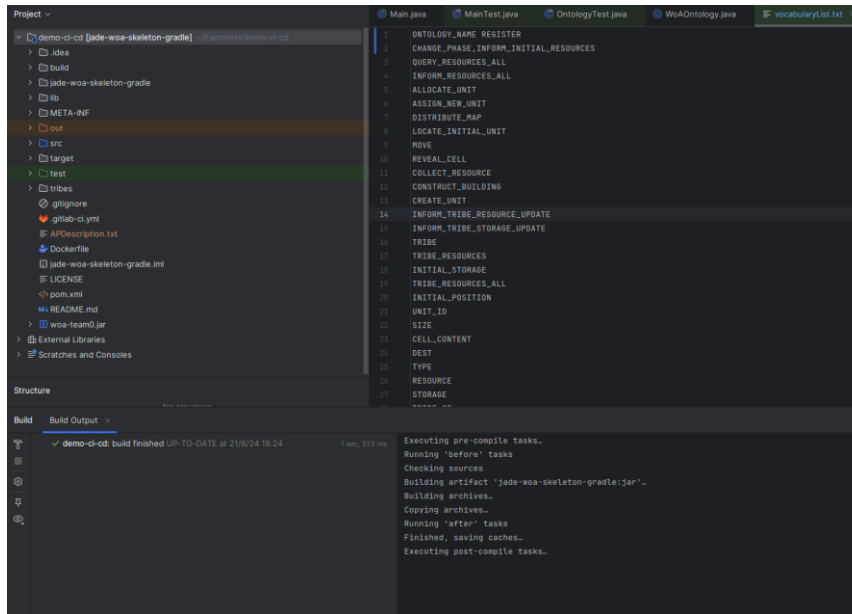 Project
Main.java
MainTest.java
OntologyTest.java
WoAOntology.java
vocabularyList.txt
demo-ci-cd [jade-woa-skeleton-gradle] ~/Escritorio/demo-ci-cd
.idea
build
jade-woa-skeleton-gradle
lib
META-INF
out
src
target
test
tribes
.gitignore
.gitlab-ci.yml
APDescription.txt
Dockerfile
jade-woa-skeleton-gradle.iml
LICENSE
pom.xml
README.md
woa-team0.jar
External Libraries
Scratches and Consoles
Structure
1 ONTOLOGY_NAME REGISTER
2 CHANGE_PHASE,INFORM_INITIAL_RESOURCES
3 QUERY_RESOURCES_ALL
4 INFORM_RESOURCES_ALL
5 ALLOCATE_UNIT
6 ASSIGN_NEW_UNIT
7 DISTRIBUTE_MAP
8 LOCATE_INITIAL_UNIT
9 MOVE
10 REVEAL_CELL
11 COLLECT_RESOURCE
12 CONSTRUCT_BUILDING
13 CREATE_UNIT
14 INFORM_TRIBE_RESOURCE_UPDATE
15 INFORM_TRIBE_STORAGE_UPDATE
16 TRIBE
17 TRIBE_RESOURCES
18 INITIAL_STORAGE
19 TRIBE_RESOURCES_ALL
20 INITIAL_POSITION
21 UNIT_ID
22 SIZE
23 CELL_CONTENT
24 DEST
25 TYPE
26 RESOURCE
27 STORAGE
Build
Build Output
demo-ci-cd: build finished UP-TO-DATE at 21/6/24 18:24 1 sec, 513 ms
Executing pre-compile tasks…
Running 'before' tasks
Checking sources
Building artifact 'jade-woa-skeleton-gradle:jar'…
Building archives…
Copying archives…
Running 'after' tasks
Finished, saving caches…
Executing post-compile tasks…